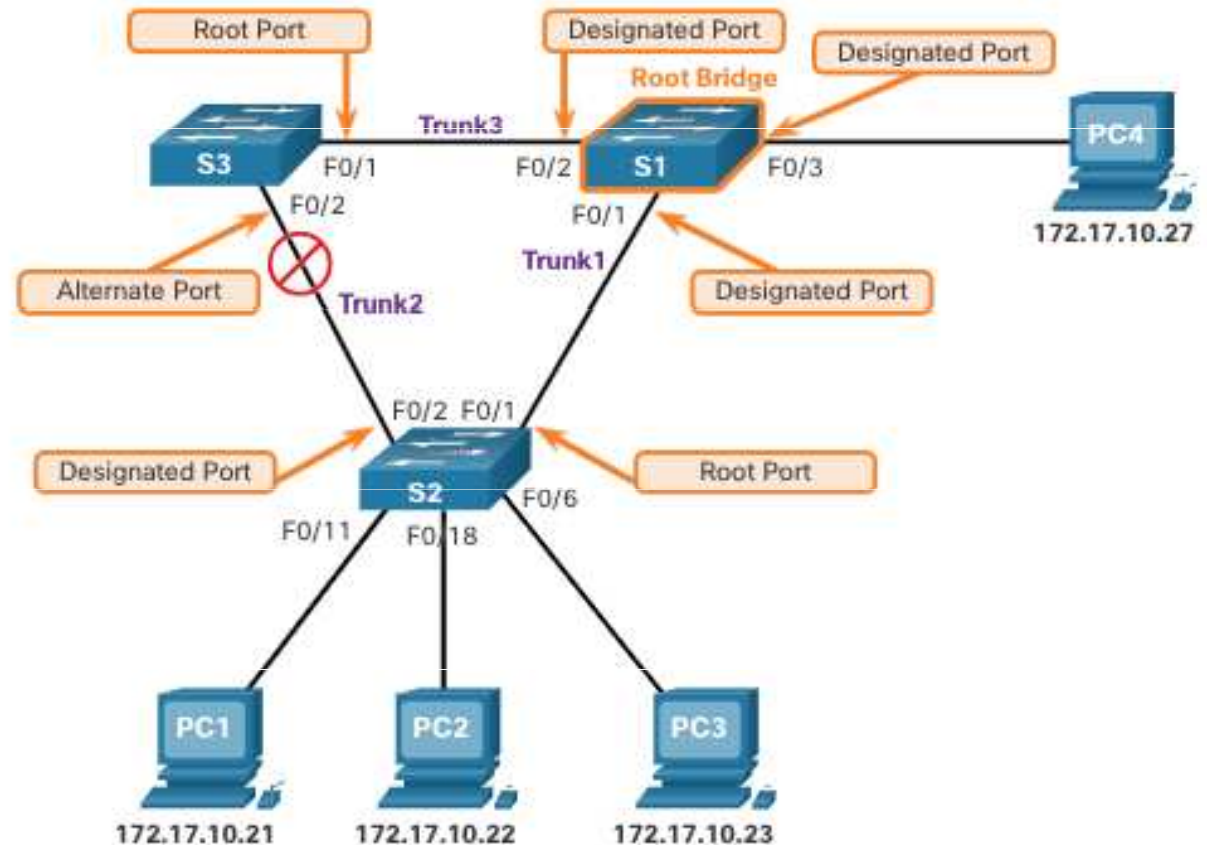 Root Port
Designated Port
Designated Port
Root Bridge
Trunk3
S3
F0/1
F0/2
S1
F0/3
PC4
F0/2
F0/1
172.17.10.27
Alternate Port
Trunk2
Trunk1
Designated Port
F0/2 F0/1
Designated Port
Root Port
S2
F0/6
F0/11
F0/18
PC1
PC2
PC3
172.17.10.21
172.17.10.22
172.17.10.23